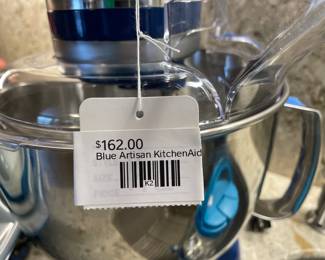 $162.00
Blue Artisan KitchenAid
K2